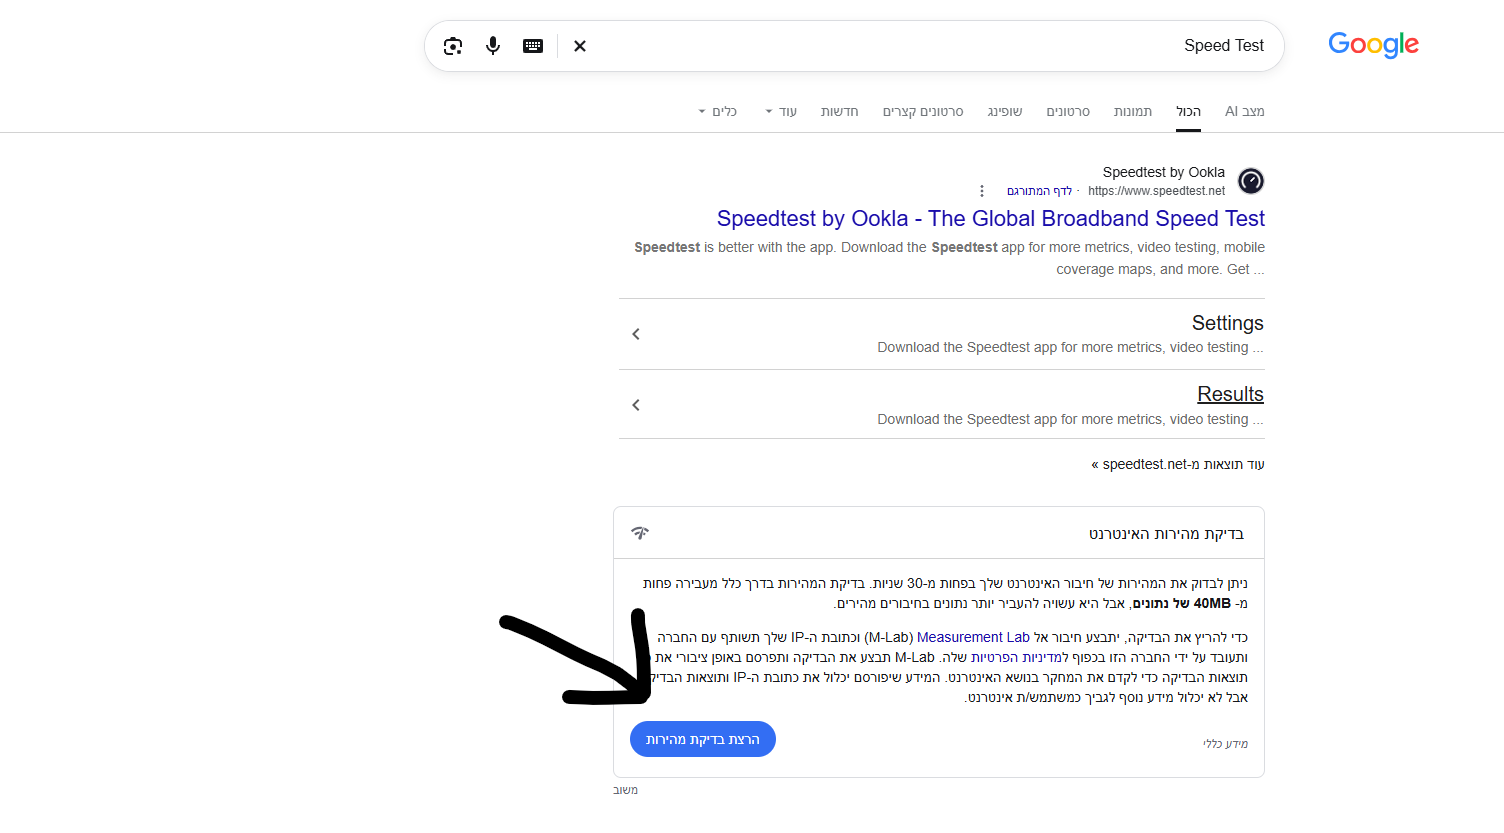 Google
Speed Test
מצב AI הכול תמונות סרטונים שופינג סרטונים קצרים חדשות עוד כלים
Speedtest by Ookla
https://www.speedtest.net · לדף המתורגם
Speedtest by Ookla - The Global Broadband Speed Test
Speedtest is better with the app. Download the Speedtest app for more metrics, video testing, mobile
coverage maps, and more. Get ...
Settings
Download the Speedtest app for more metrics, video testing ...
Results
Download the Speedtest app for more metrics, video testing ...
עוד תוצאות מ-speedtest.net »
בדיקת מהירות האינטרנט
ניתן לבדוק את המהירות של חיבור האינטרנט שלך בפחות מ-30 שניות. בדיקת המהירות בדרך כלל מעבירה פחות
מ- 40MB של נתונים, אבל היא עשויה להעביר יותר נתונים בחיבורים מהירים.
כדי להריץ את הבדיקה, יתבצע חיבור אל Measurement Lab (M-Lab) וכתובת ה-IP שלך תשותף עם החברה
ותעובד על ידי החברה הזו בכפוף למדיניות הפרטיות שלה. M-Lab תבצע את הבדיקה ותפרסם באופן ציבורי את
תוצאות הבדיקה כדי לקדם את המחקר בנושא האינטרנט. המידע שיפורסם יכלול את כתובת ה-IP ותוצאות
אבל לא יכלול מידע נוסף לגביך כמשתמש/ת אינטרנט.
מידע כללי
הרצת בדיקת מהירות
משוב